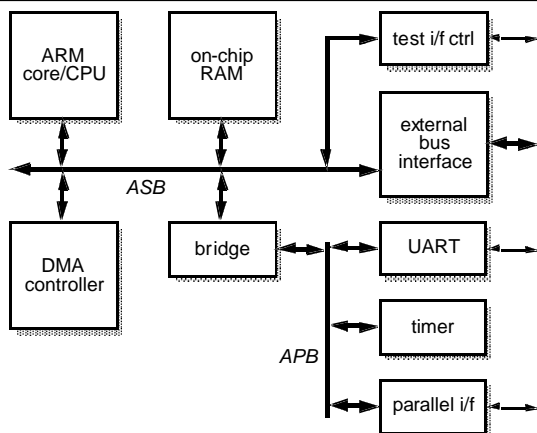 ARM
core/CPU
on-chip
RAM
test i/f ctrl
external
bus
interface
ASB
DMA
controller
bridge
UART
timer
APB
parallel i/f